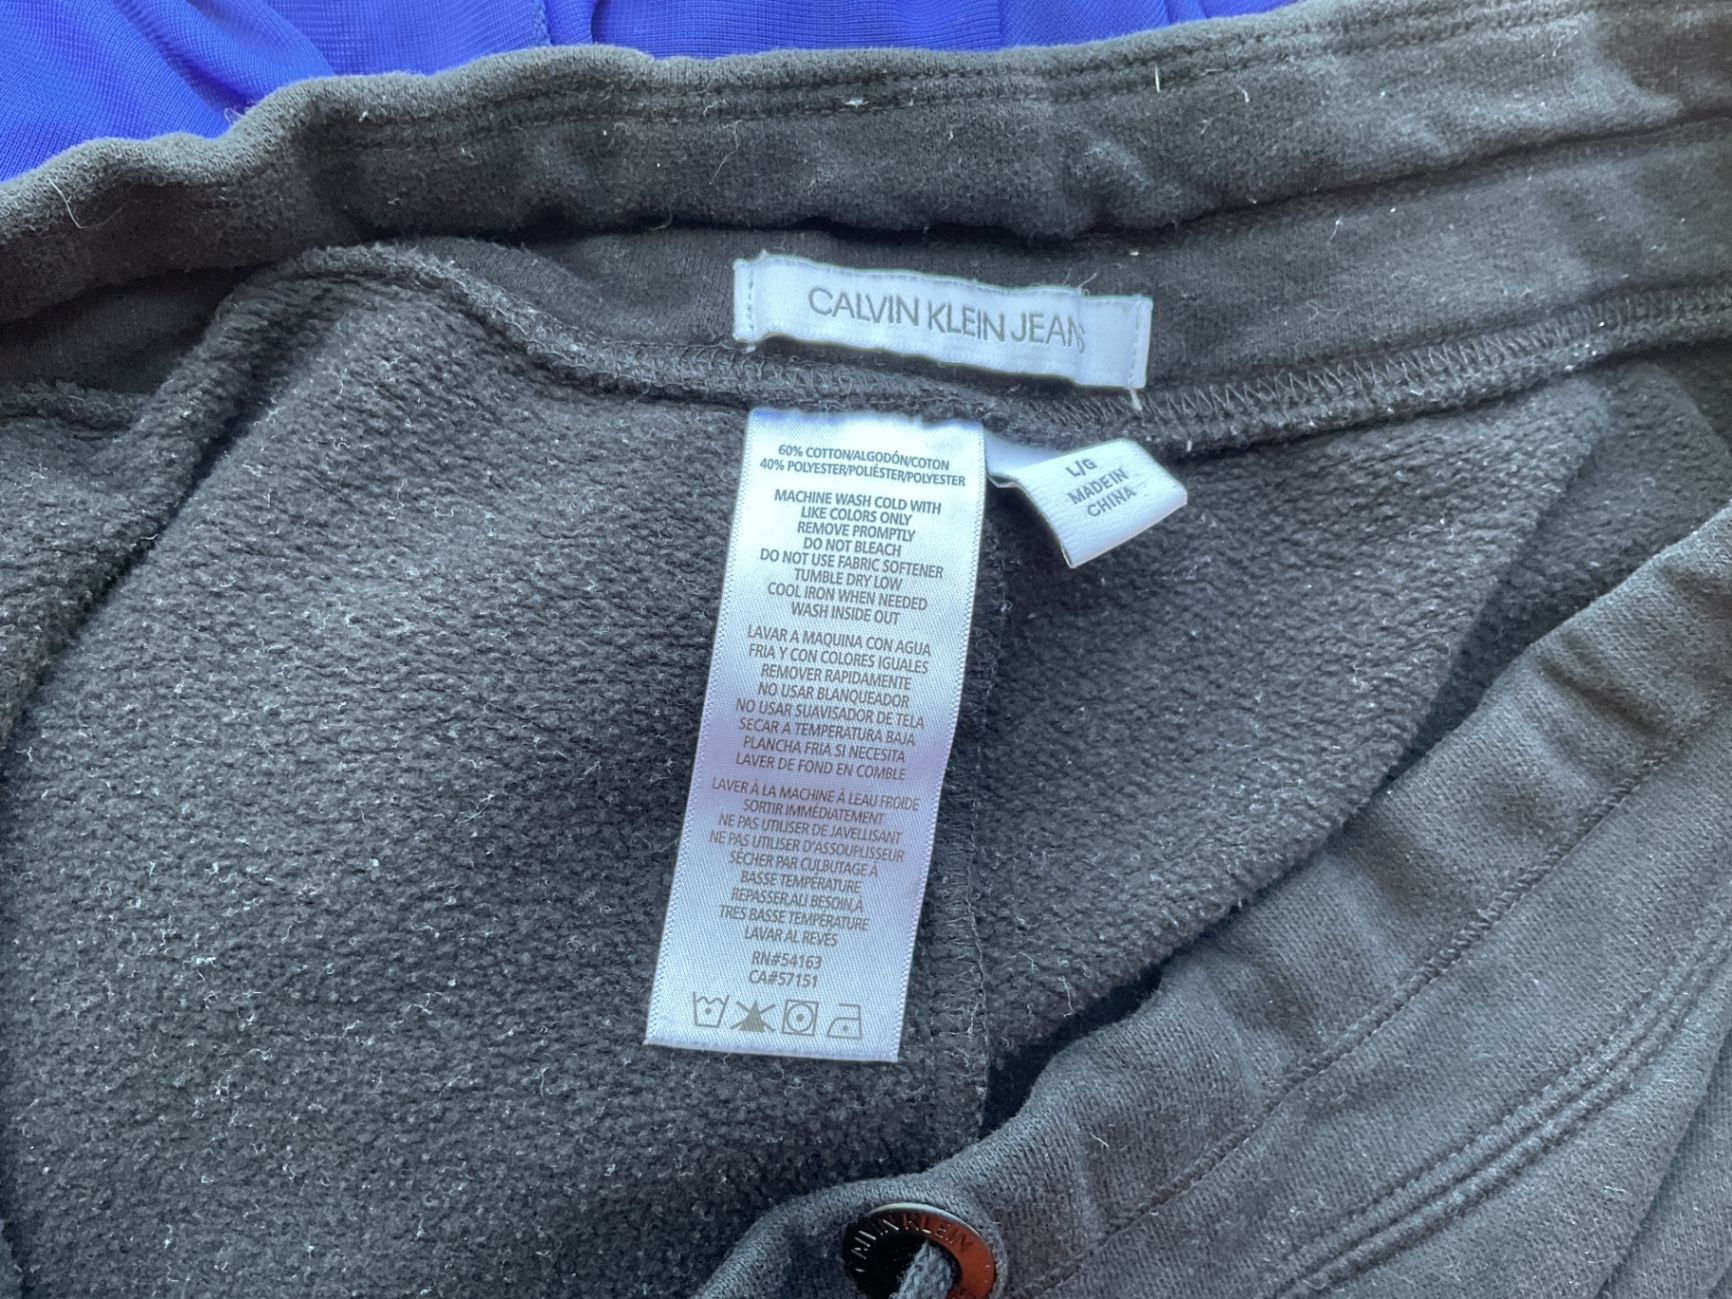 CALVIN KLEIN JEANS
60% COTTON/ALGODÓN/COTON
40% POLYESTER/POLIÉSTER/POLYESTER
MACHINE WASH COLD WITH
LIKE COLORS ONLY
REMOVE PROMPTLY
DO NOT BLEACH
DO NOT USE FABRIC SOFTENER
TUMBLE DRY LOW
COOL IRON WHEN NEEDED
WASH INSIDE OUT
LAVAR A MAQUINA CON AGUA
FRIA Y CON COLORES IGUALES
REMOVER RAPIDAMENTE
NO USAR BLANQUEADOR
NO USAR SUAVISADOR DE TELA
SECAR A TEMPERATURA BAJA
PLANCHA FRIA SI NECESITA
LAVER DE FOND EN COMBLE
LAVER À LA MACHINE À LEAU FROIDE
SORTIR IMMÉDIATEMENT
NE PAS UTILISER DE JAVELLISANT
NE PAS UTILISER D'ASSOUPLISSEUR
SÉCHER PAR CULBUTAGE À
BASSE TEMPÉRATURE
REPASSER,ALI BESOIN,À
TRES BASSE TEMPÉRATURE
LAVAR AL REVES
RN#54163
CA#57151
L/G
MADE IN
CHINA
CALVIN KLEIN